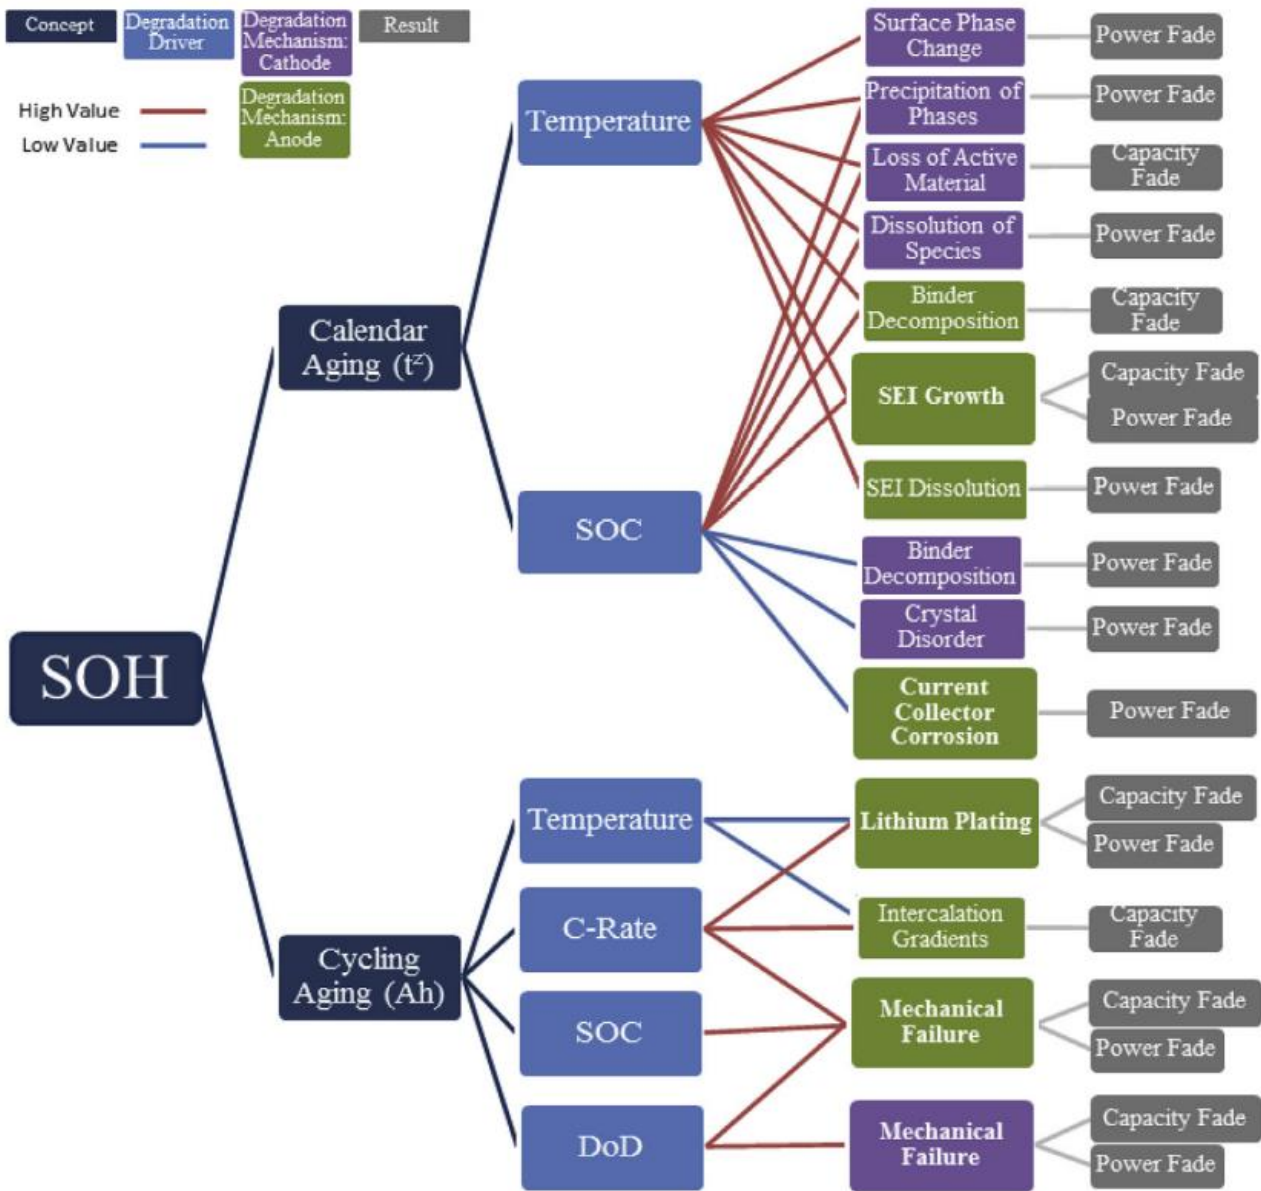 Concept
Degradation
Driver
Degradation
Mechanism:
Cathode
Result
High Value
Low Value
Degradation
Mechanism:
Anode
SOH
Calendar
Aging (tᶻ)
Cycling
Aging (Ah)
Temperature
SOC
Temperature
C-Rate
SOC
DoD
Surface Phase
Change
Power Fade
Precipitation of
Phases
Power Fade
Loss of Active
Material
Capacity
Fade
Dissolution of
Species
Power Fade
Binder
Decomposition
Capacity
Fade
SEI Growth
Capacity Fade
Power Fade
SEI Dissolution
Power Fade
Binder
Decomposition
Power Fade
Crystal
Disorder
Power Fade
Current
Collector
Corrosion
Power Fade
Lithium Plating
Capacity Fade
Power Fade
Intercalation
Gradients
Capacity
Fade
Mechanical
Failure
Capacity Fade
Power Fade
Mechanical
Failure
Capacity Fade
Power Fade